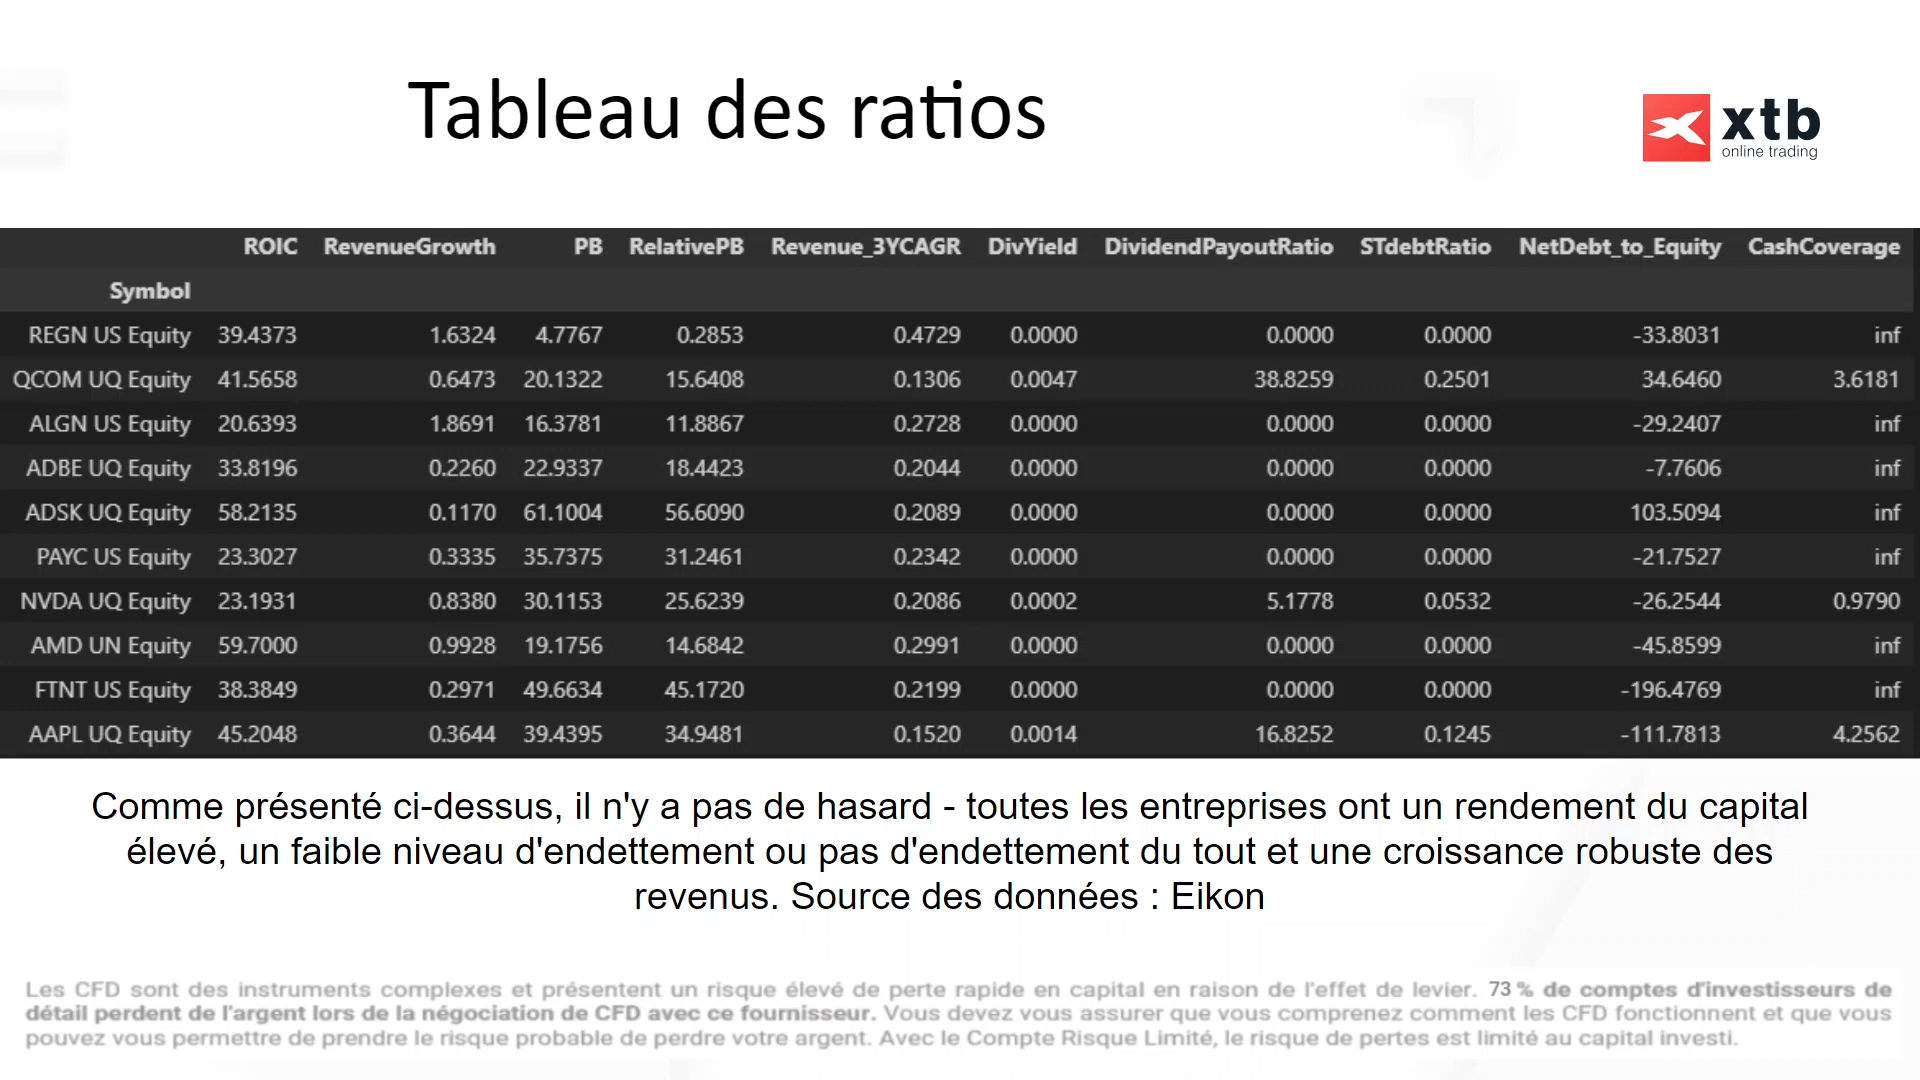 Tableau des ratios
xtb
online trading
ROIC RevenueGrowth PB RelativePB Revenue_3YCAGR DivYield DividendPayoutRatio STdebtRatio NetDebt_to_Equity CashCoverage
Symbol
REGN US Equity 39.4373 1.6324 4.7767 0.2853 0.4729 0.0000 0.0000 0.0000 -33.8031 inf
QCOM UQ Equity 41.5658 0.6473 20.1322 15.6408 0.1306 0.0047 38.8259 0.2501 34.6460 3.6181
ALGN US Equity 20.6393 1.8691 16.3781 11.8867 0.2728 0.0000 0.0000 0.0000 -29.2407 inf
ADBE UQ Equity 33.8196 0.2260 22.9337 18.4423 0.2044 0.0000 0.0000 0.0000 -7.7606 inf
ADSK UQ Equity 58.2135 0.1170 61.1004 56.6090 0.2089 0.0000 0.0000 0.0000 103.5094 inf
PAYC US Equity 23.3027 0.3335 35.7375 31.2461 0.2342 0.0000 0.0000 0.0000 -21.7527 inf
NVDA UQ Equity 23.1931 0.8380 30.1153 25.6239 0.2086 0.0002 5.1778 0.0532 -26.2544 0.9790
AMD UN Equity 59.7000 0.9928 19.1756 14.6842 0.2991 0.0000 0.0000 0.0000 -45.8599 inf
FTNT US Equity 38.3849 0.2971 49.6634 45.1720 0.2199 0.0000 0.0000 0.0000 -196.4769 inf
AAPL UQ Equity 45.2048 0.3644 39.4395 34.9481 0.1520 0.0014 16.8252 0.1245 -111.7813 4.2562
Comme présenté ci-dessus, il n'y a pas de hasard - toutes les entreprises ont un rendement du capital
élevé, un faible niveau d'endettement ou pas d'endettement du tout et une croissance robuste des
revenus. Source des données : Eikon
Les CFD sont des instruments complexes et présentent un risque élevé de perte rapide en capital en raison de l'effet de levier. 73 % de comptes d'investisseurs de
détail perdent de l'argent lors de la négociation de CFD avec ce fournisseur. Vous devez vous assurer que vous comprenez comment les CFD fonctionnent et que vous
pouvez vous permettre de prendre le risque probable de perdre votre argent. Avec le Compte Risque Limité, le risque de pertes est limité au capital investi.